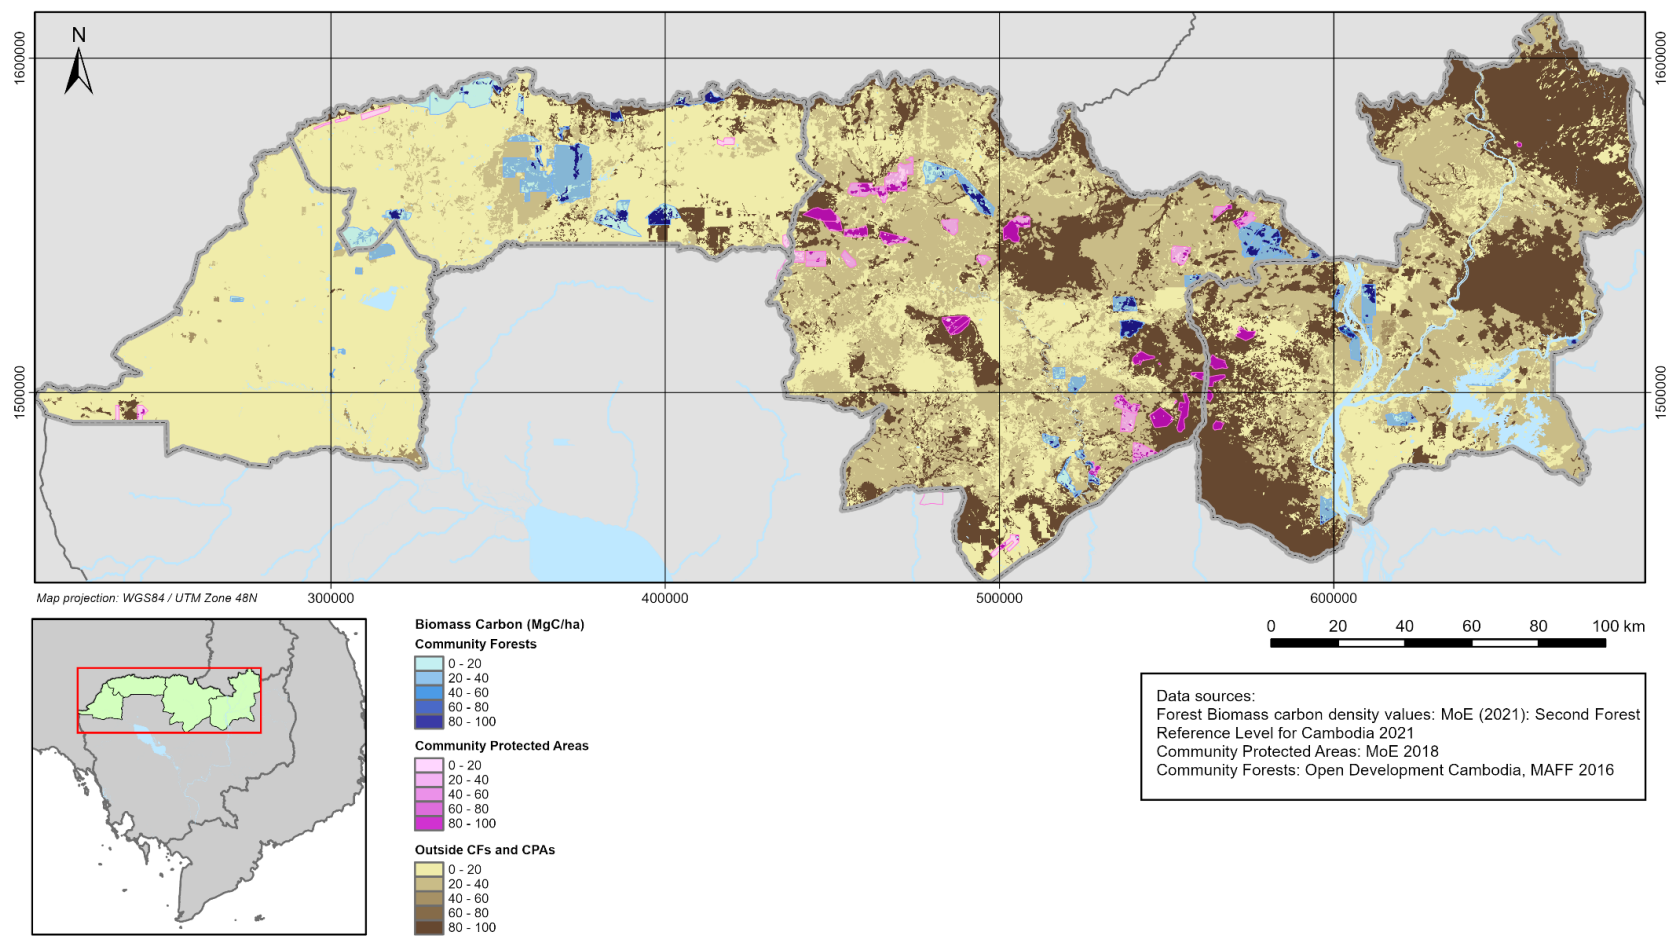 N
1600000
1600000
1500000
1500000
Map projection: WGS84 / UTM Zone 48N
300000
400000
500000
600000
0 20 40 60 80 100 km
Biomass Carbon (MgC/ha)
Community Forests
0 - 20
20 - 40
40 - 60
60 - 80
80 - 100
Community Protected Areas
0 - 20
20 - 40
40 - 60
60 - 80
80 - 100
Outside CFs and CPAs
0 - 20
20 - 40
40 - 60
60 - 80
80 - 100
Data sources:
Forest Biomass carbon density values: MoE (2021): Second Forest
Reference Level for Cambodia 2021
Community Protected Areas: MoE 2018
Community Forests: Open Development Cambodia, MAFF 2016